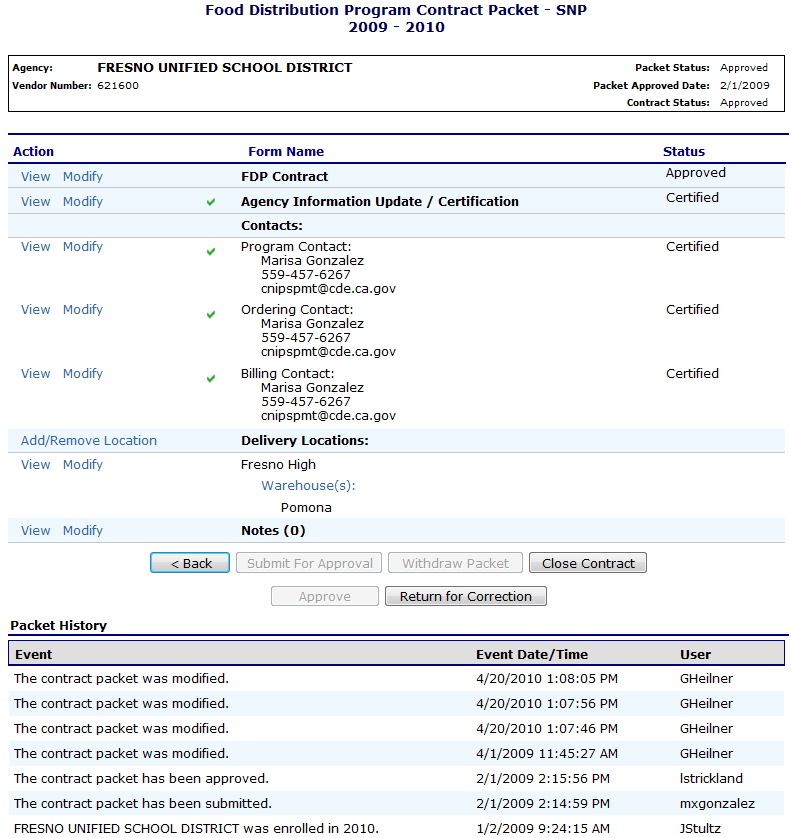 Food Distribution Program Contract Packet - SNP
2009 - 2010
Agency: FRESNO UNIFIED SCHOOL DISTRICT Packet Status: Approved
Vendor Number: 621600 Packet Approved Date: 2/1/2009
Contract Status: Approved
Action Form Name Status
View Modify FDP Contract Approved
View Modify Agency Information Update / Certification Certified
Contacts:
View Modify Program Contact: Certified
Marisa Gonzalez
559-457-6267
cnipspmt@cde.ca.gov
View Modify Ordering Contact: Certified
Marisa Gonzalez
559-457-6267
cnipspmt@cde.ca.gov
View Modify Billing Contact: Certified
Marisa Gonzalez
559-457-6267
cnipspmt@cde.ca.gov
Add/Remove Location Delivery Locations:
View Modify Fresno High
Warehouse(s):
Pomona
View Modify Notes (0)
< Back Submit For Approval Withdraw Packet Close Contract
Approve Return for Correction
Packet History
Event Event Date/Time User
The contract packet was modified. 4/20/2010 1:08:05 PM GHeilner
The contract packet was modified. 4/20/2010 1:07:56 PM GHeilner
The contract packet was modified. 4/20/2010 1:07:46 PM GHeilner
The contract packet was modified. 4/1/2009 11:45:27 AM GHeilner
The contract packet has been approved. 2/1/2009 2:15:56 PM lstrickland
The contract packet has been submitted. 2/1/2009 2:14:59 PM mxgonzalez
FRESNO UNIFIED SCHOOL DISTRICT was enrolled in 2010. 1/2/2009 9:24:15 AM JStultz